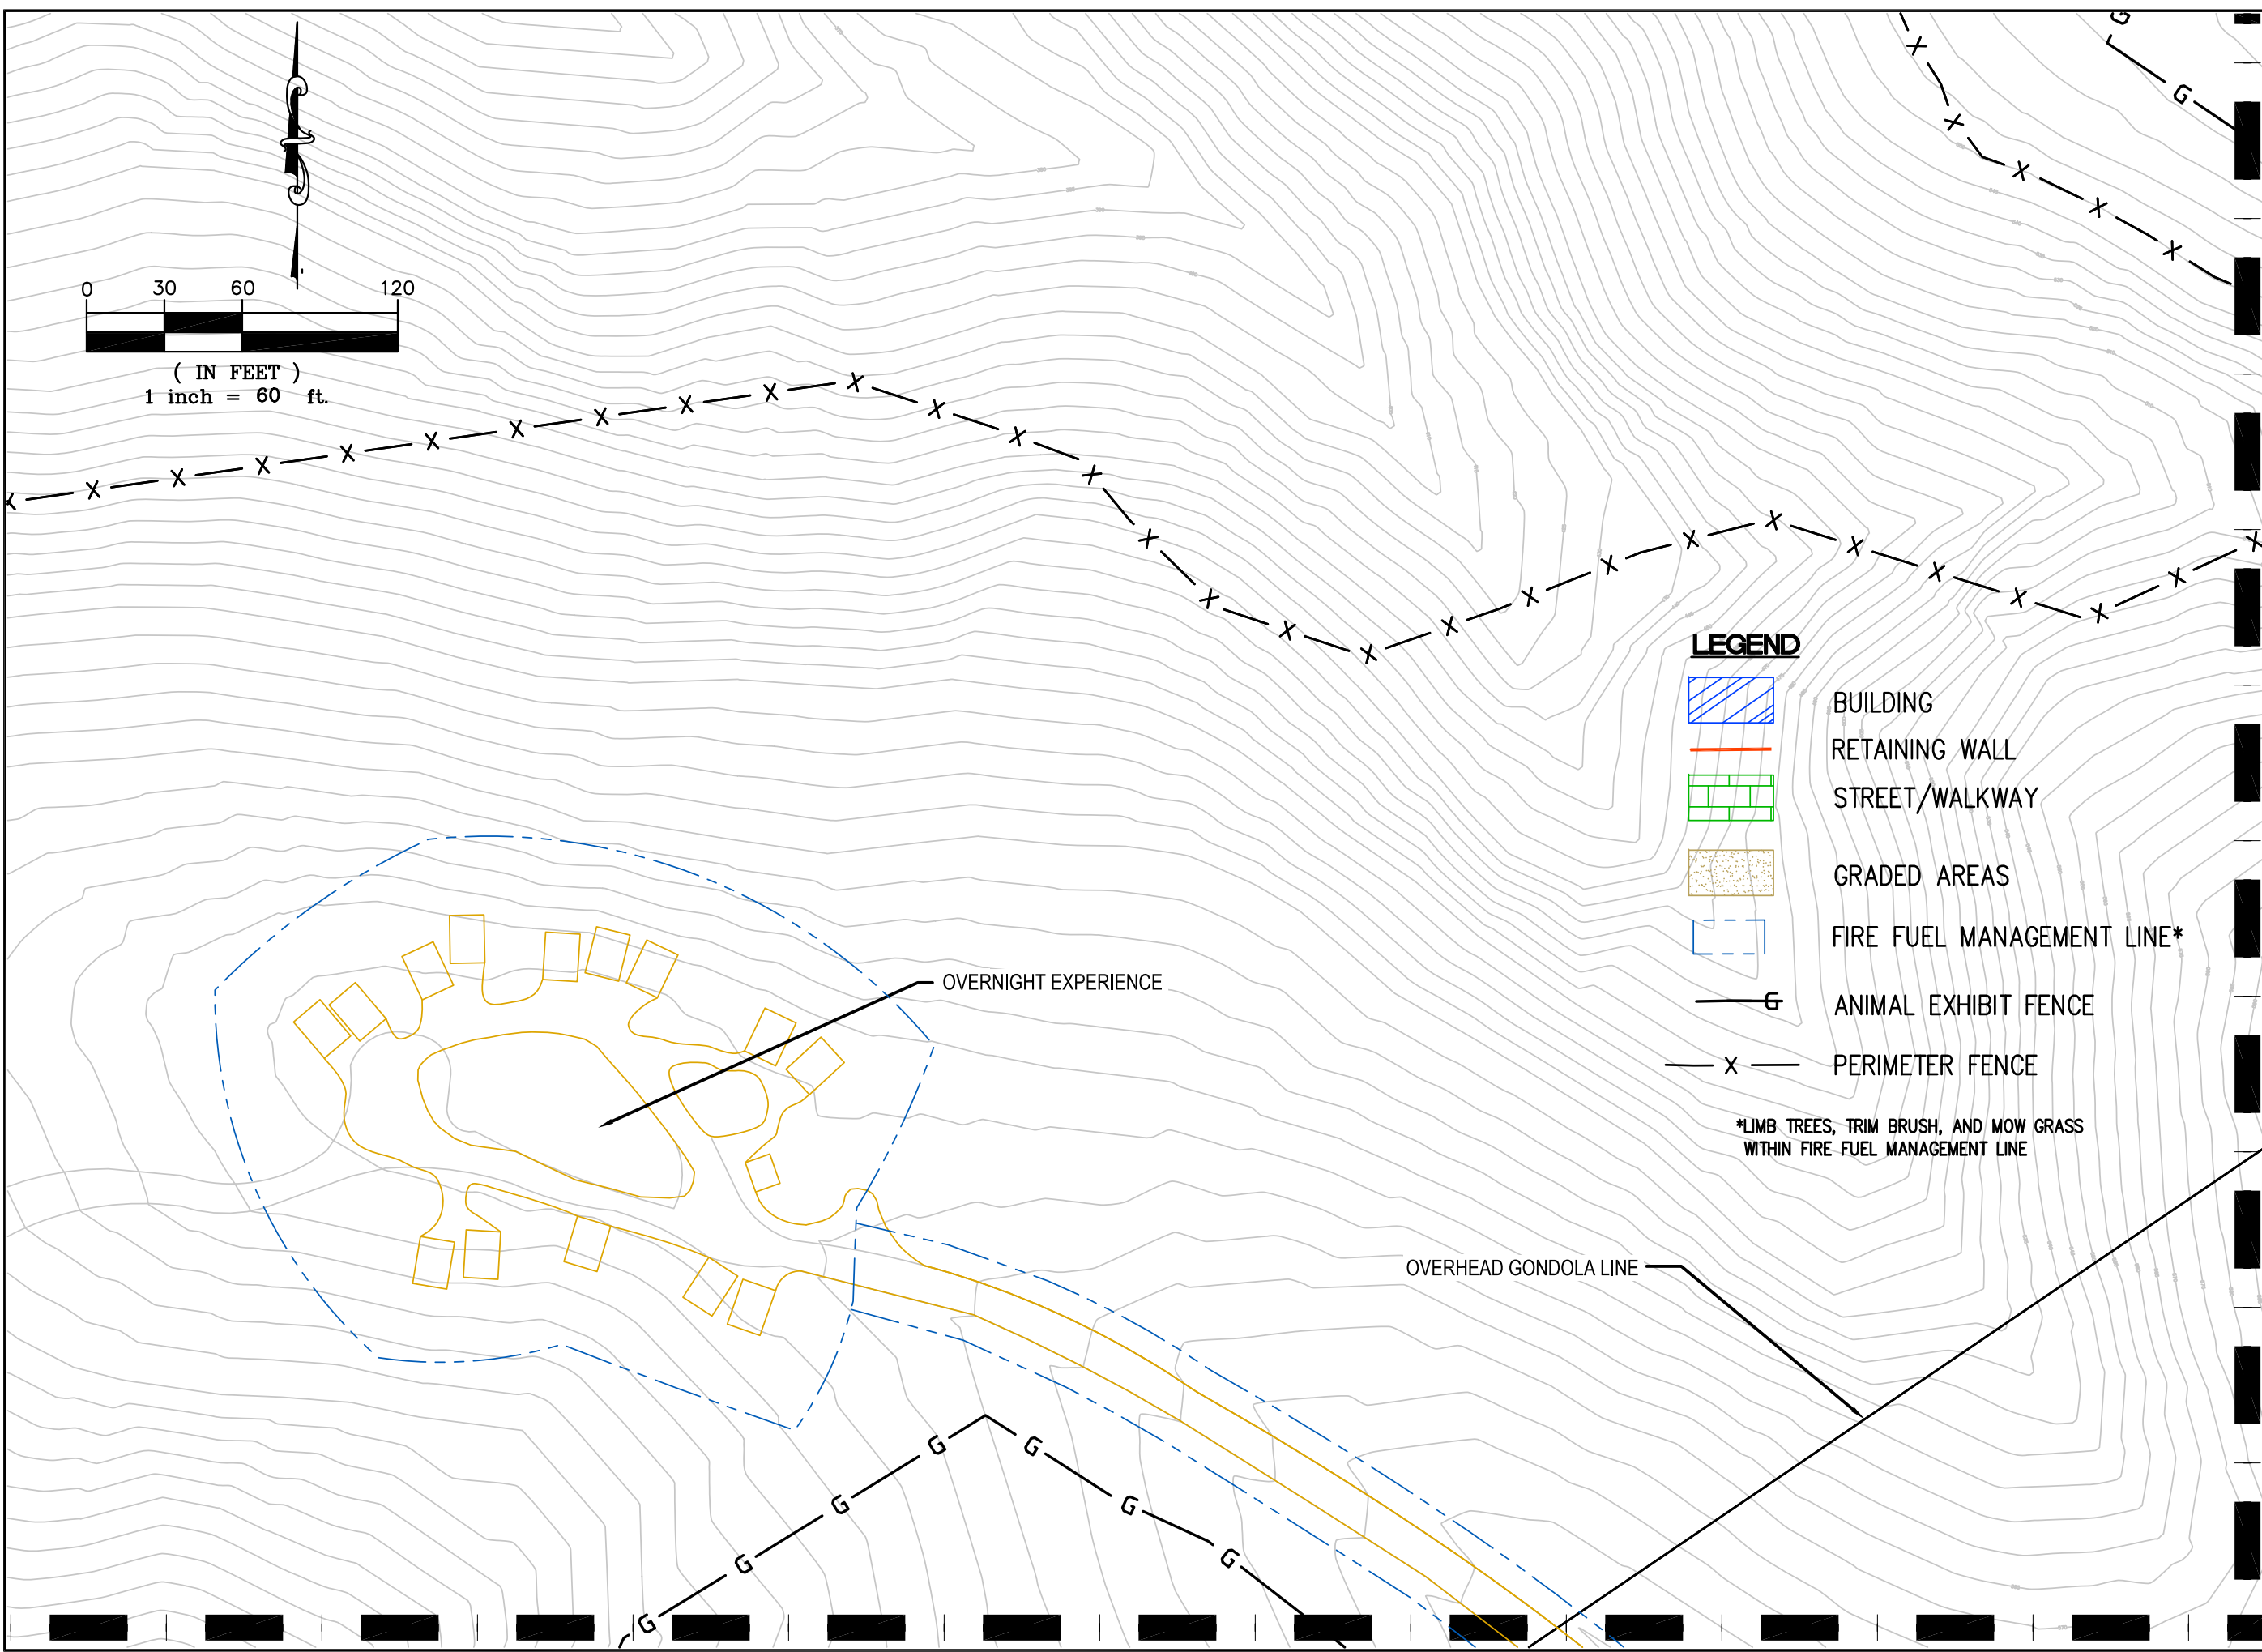 0 30 60 120
( IN FEET )
1 inch = 60 ft.
LEGEND
BUILDING
RETAINING WALL
STREET/WALKWAY
GRADED AREAS
FIRE FUEL MANAGEMENT LINE*
G ANIMAL EXHIBIT FENCE
X PERIMETER FENCE
*LIMB TREES, TRIM BRUSH, AND MOW GRASS
WITHIN FIRE FUEL MANAGEMENT LINE
OVERNIGHT EXPERIENCE
OVERHEAD GONDOLA LINE